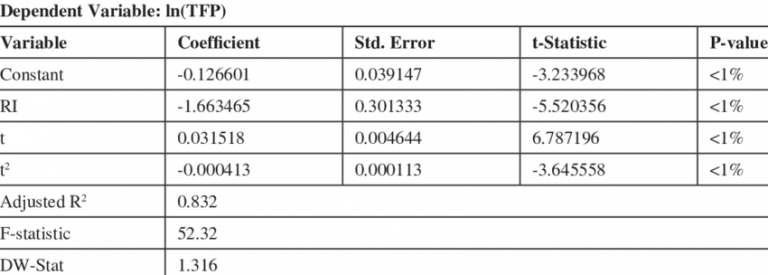 Dependent Variable: ln(TFP)
Variable Coefficient Std. Error t-Statistic P-value
Constant -0.126601 0.039147 -3.233968 <1%
RI -1.663465 0.301333 -5.520356 <1%
t 0.031518 0.004644 6.787196 <1%
t² -0.000413 0.000113 -3.645558 <1%
Adjusted R² 0.832
F-statistic 52.32
DW-Stat 1.316